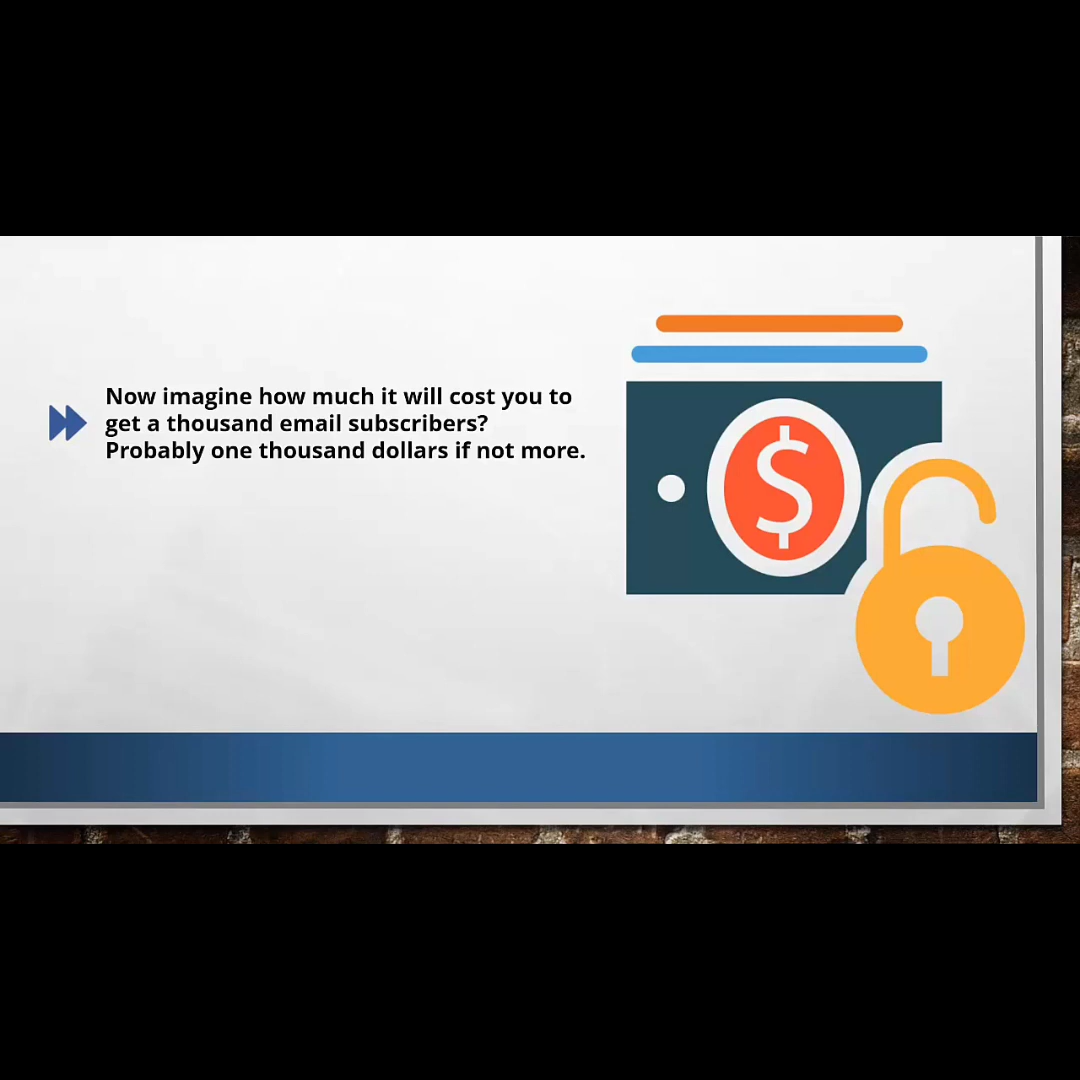 Now imagine how much it will cost you to
get a thousand email subscribers?
Probably one thousand dollars if not more.
$